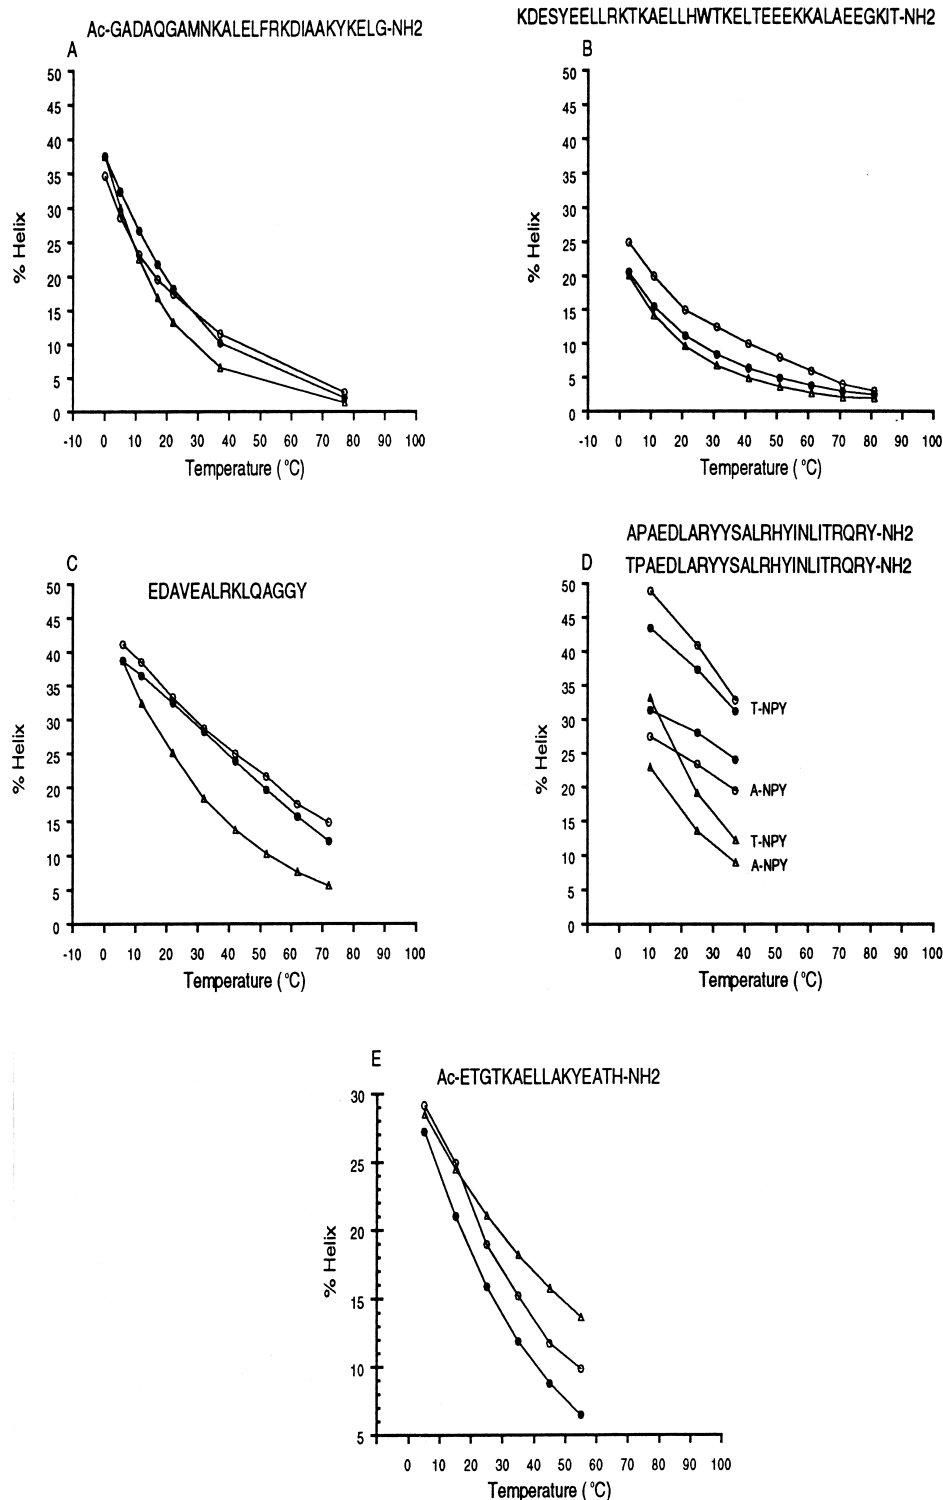 Ac-GADAQGAMNKALELFRKDIAAKYKELG-NH2
A
50
45
40
35
30
25
20
15
10
5
0
% Helix
-10 0 10 20 30 40 50 60 70 80 90 100
Temperature (°C)
KDESYEELLRKTKAELLHWTKELTEEEKKALAEEGKIT-NH2
B
50
45
40
35
30
25
20
15
10
5
0
% Helix
-10 0 10 20 30 40 50 60 70 80 90 100
Temperature (°C)
C
EDAVEALRKLQAGGY
50
45
40
35
30
25
20
15
10
5
0
% Helix
-10 0 10 20 30 40 50 60 70 80 90 100
Temperature (°C)
APAEDLARYYSALRHYINLITRQRY-NH2
D
TPAEDLARYYSALRHYINLITRQRY-NH2
50
45
40
35
30
25
20
15
10
5
0
% Helix
T-NPY
A-NPY
T-NPY
A-NPY
0 10 20 30 40 50 60 70 80 90 100
Temperature (°C)
E
Ac-ETGTKAELLAKYEATH-NH2
30
25
20
15
10
5
% Helix
0 10 20 30 40 50 60 70 80 90 100
Temperature (°C)